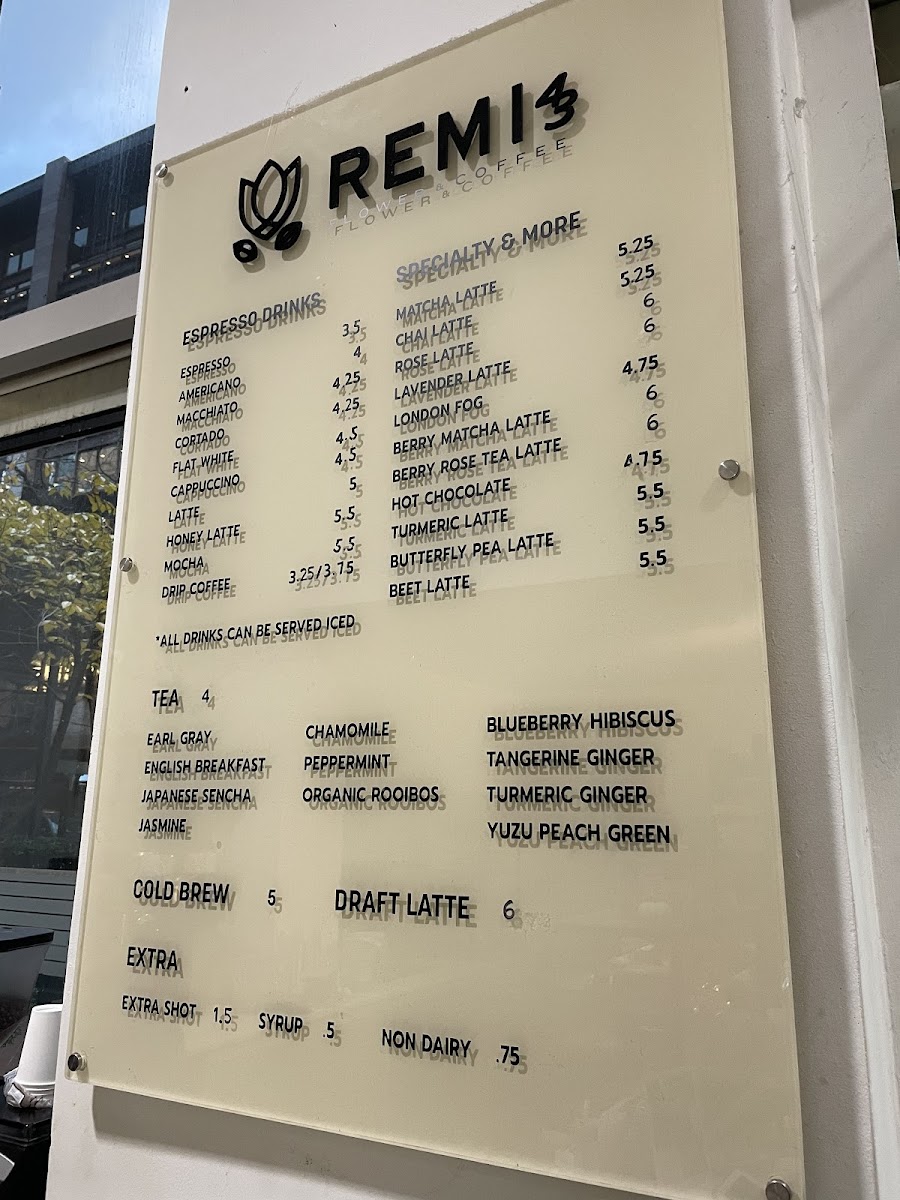 REMI 43
FLOWER & COFFEE
ESPRESSO DRINKS
ESPRESSO 3.5
AMERICANO 4
MACCHIATO 4.25
CORTADO 4.25
FLAT WHITE 4.5
CAPPUCCINO 4.5
LATTE 5
HONEY LATTE 5.5
MOCHA 5.5
DRIP COFFEE 3.25/3.75
*ALL DRINKS CAN BE SERVED ICED
SPECIALTY & MORE
MATCHA LATTE 5.25
CHAI LATTE 5.25
ROSE LATTE 6
LAVENDER LATTE 6
LONDON FOG 4.75
BERRY MATCHA LATTE 6
BERRY ROSE TEA LATTE 6
HOT CHOCOLATE 4.75
TURMERIC LATTE 5.5
BUTTERFLY PEA LATTE 5.5
BEET LATTE 5.5
TEA 4
EARL GRAY
ENGLISH BREAKFAST
JAPANESE SENCHA
JASMINE
CHAMOMILE
PEPPERMINT
ORGANIC ROOIBOS
BLUEBERRY HIBISCUS
TANGERINE GINGER
TURMERIC GINGER
YUZU PEACH GREEN
COLD BREW 5 DRAFT LATTE 6
EXTRA
EXTRA SHOT 1.5 SYRUP .5 NON DAIRY .75